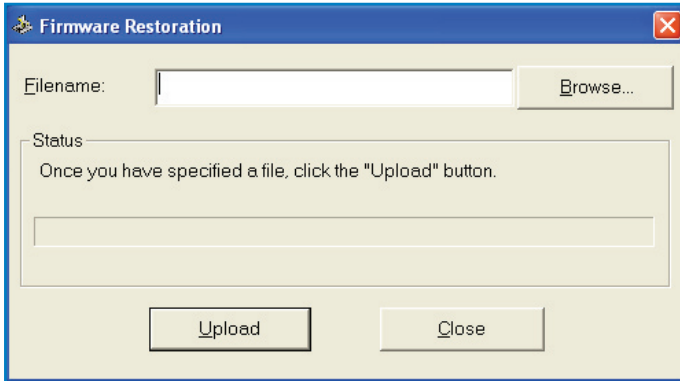 Firmware Restoration
Filename:
Browse...
Status
Once you have specified a file, click the "Upload" button.
Upload
Close